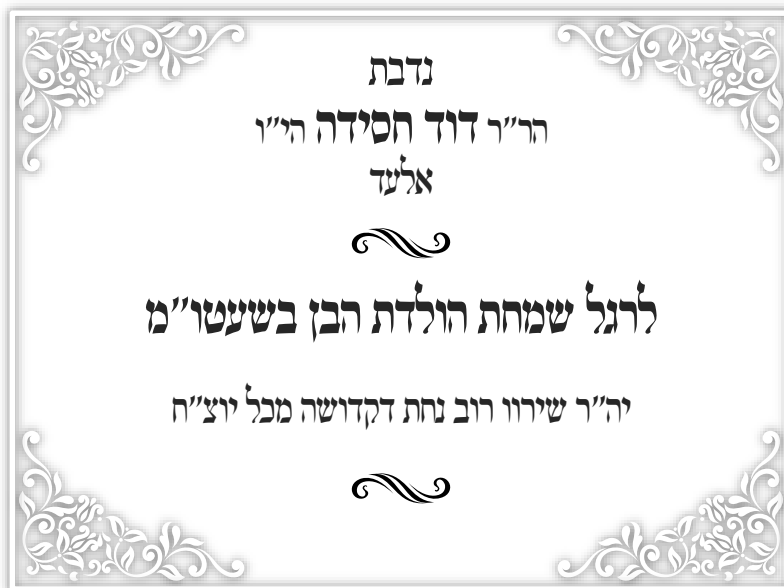 נדבת
הר״ר דוד חסידה הי״ו
אלעד
לרגל שמחת הולדת הבן בשעטו״מ
יה״ר שירוו רוב נחת דקדושה מכל יוצ״ח